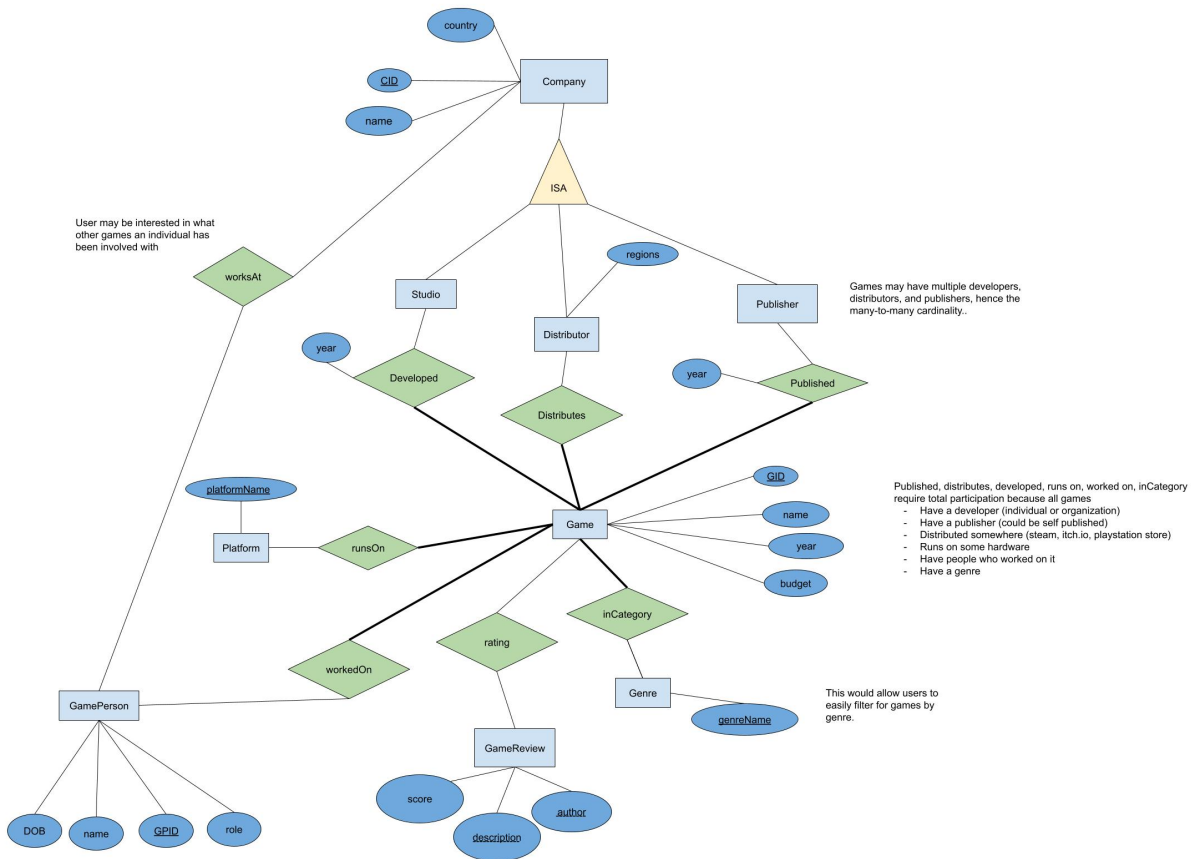 country
Company
CID
name
ISA
User may be interested in what
other games an individual has
been involved with
worksAt
regions
Studio
Publisher
Games may have multiple developers,
distributors, and publishers, hence the
many-to-many cardinality..
Distributor
year
Developed
year
Published
Distributes
GID
platformName
Published, distributes, developed, runs on, worked on, inCategory
require total participation because all games
- Have a developer (individual or organization)
- Have a publisher (could be self published)
- Distributed somewhere (steam, itch.io, playstation store)
- Runs on some hardware
- Have people who worked on it
- Have a genre
name
Game
Platform
runsOn
year
budget
inCategory
rating
workedOn
Genre
GamePerson
This would allow users to
easily filter for games by
genre.
genreName
GameReview
score
author
DOB
name
GPID
role
description